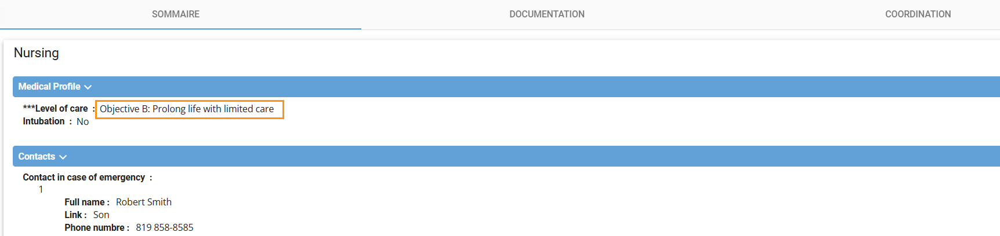 SOMMAIRE DOCUMENTATION COORDINATION
Nursing
Medical Profile
***Level of care : Objective B: Prolong life with limited care
Intubation : No
Contacts
Contact in case of emergency :
1
Full name : Robert Smith
Link : Son
Phone numbre : 819 858-8585